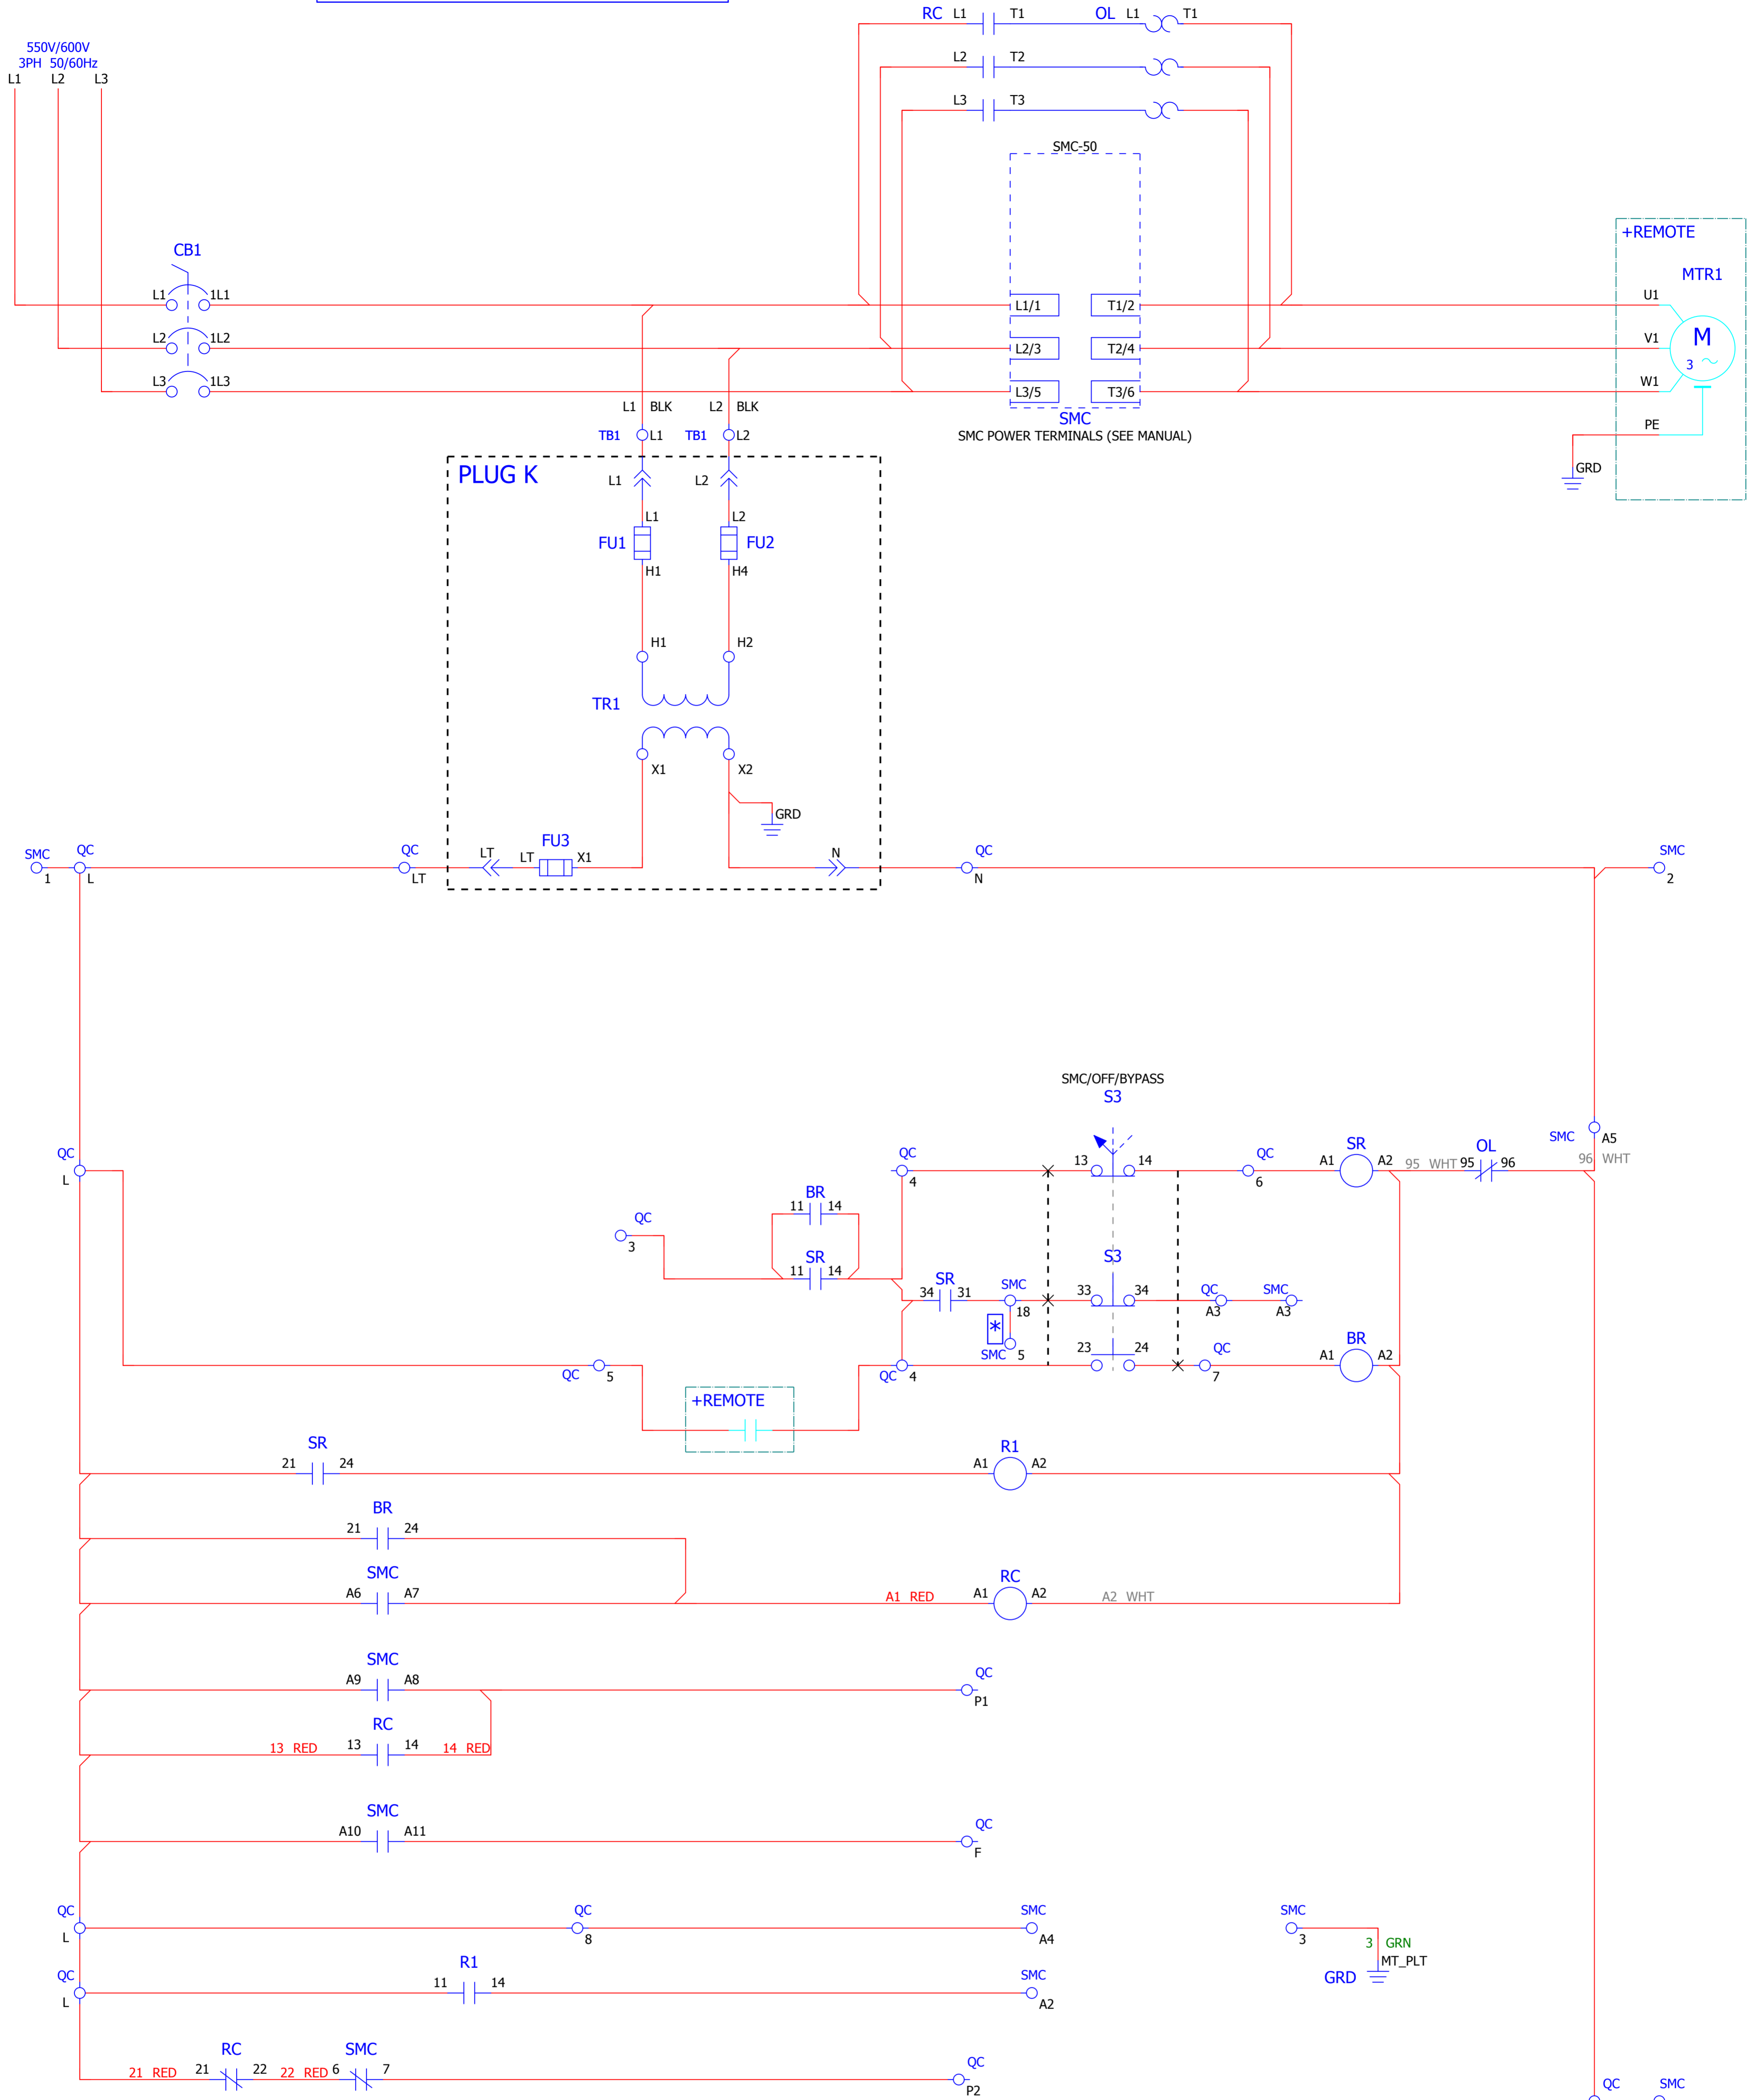 RC L1 T1 OL L1 T1
550V/600V
3PH 50/60Hz
L1 L2 L3
L2 T2
L3 T3
SMC-50
+REMOTE
MTR1
CB1
L1 1L1 L1/1 T1/2 U1
L2 1L2 L2/3 T2/4 V1
M
3
L3 1L3 L3/5 T3/6 W1
L1 BLK L2 BLK
SMC
SMC POWER TERMINALS (SEE MANUAL)
PE
TB1 L1 TB1 L2
GRD
PLUG K
L1 L2
L1 L2
FU1 FU2
H1 H4
H1 H2
TR1
X1 X2
GRD
SMC QC QC FU3 QC SMC
1 L LT LT LT X1 N N 2
SMC/OFF/BYPASS
S3
SMC A5
QC L QC 4 13 14 QC 6 A1 SR A2 95 WHT 95 OL 96 96 WHT
BR
11 14
QC 3
SR
11 14
S3
SR
34 31 SMC 18 33 34 QC A3 SMC A3
*
SMC 5
QC 5 QC 4 23 24 QC 7 A1 BR A2
+REMOTE
SR R1
21 24 A1 A2
BR
21 24
SMC RC
A6 A7 A1 RED A1 A2 A2 WHT
SMC QC
A9 A8 P1
RC
13 RED 13 14 14 RED
SMC QC
A10 A11 F
QC QC SMC SMC
L 8 A4 3
3 GRN
MT_PLT
GRD
QC R1 SMC
L 11 14 A2
RC SMC QC
21 RED 21 22 22 RED 6 7 P2
QC SMC